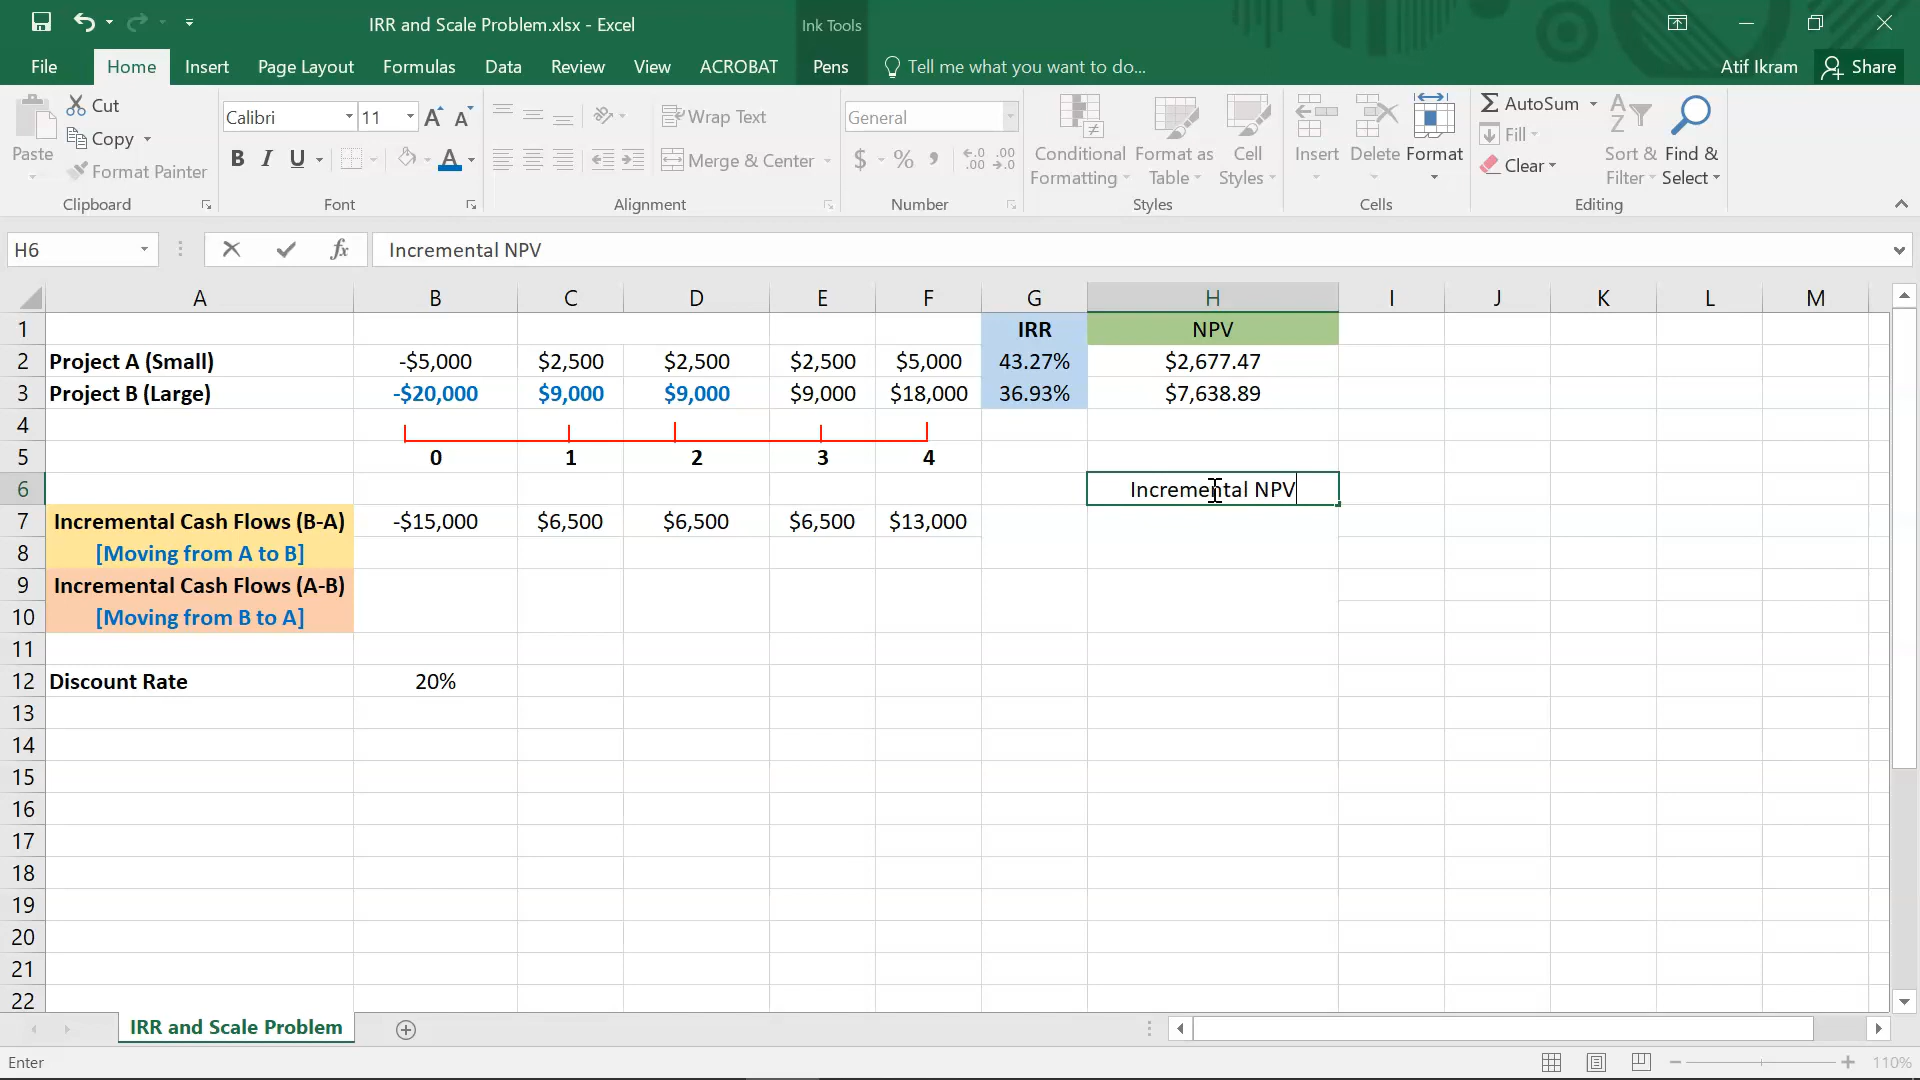 IRR and Scale Problem.xlsx - Excel
Ink Tools
File
Home
Insert
Page Layout
Formulas
Data
Review
View
ACROBAT
Pens
Tell me what you want to do...
Atif Ikram
Share
Paste
Cut
Copy
Format Painter
Clipboard
Calibri
11
A A
B I U A
Font
Wrap Text
Merge & Center
Alignment
General
$ % , .0 .00 .00 .0
Number
Conditional Formatting
Format as Table
Cell Styles
Styles
Insert
Delete
Format
Cells
AutoSum
Fill
Clear
A Z
Sort & Filter
Find & Select
Editing
H6
fx
Incremental NPV
A B C D E F G H I J K L M
1 IRR NPV
2 Project A (Small) -$5,000 $2,500 $2,500 $2,500 $5,000 43.27% $2,677.47
3 Project B (Large) -$20,000 $9,000 $9,000 $9,000 $18,000 36.93% $7,638.89
4
5 0 1 2 3 4
6 Incremental NPV
7 Incremental Cash Flows (B-A) -$15,000 $6,500 $6,500 $6,500 $13,000
8 [Moving from A to B]
9 Incremental Cash Flows (A-B)
10 [Moving from B to A]
11
12 Discount Rate 20%
13
14
15
16
17
18
19
20
21
22
IRR and Scale Problem
Enter
110%